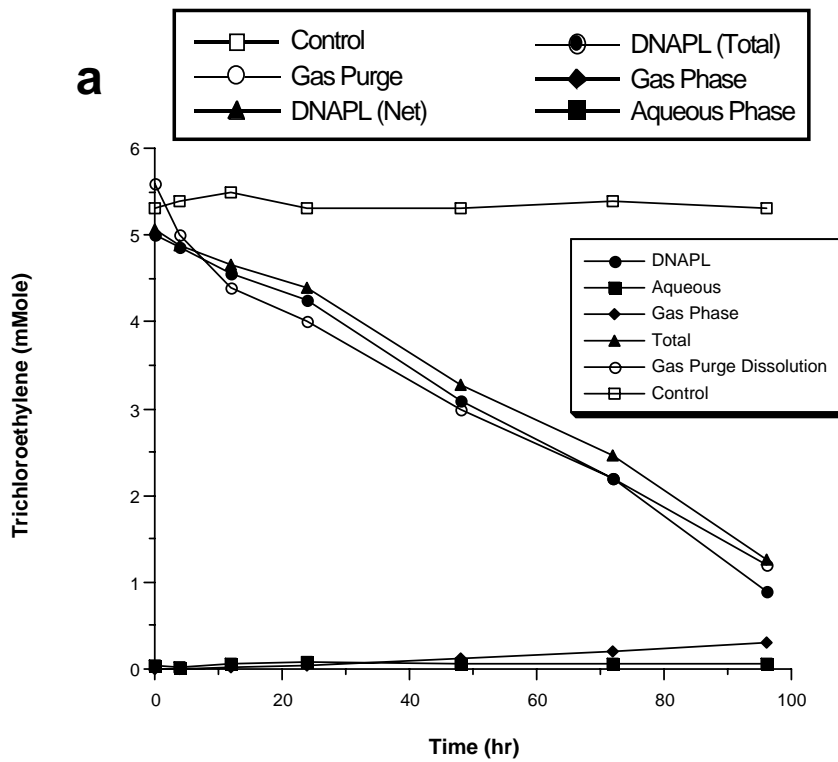 a
Control
Gas Purge
DNAPL (Net)
DNAPL (Total)
Gas Phase
Aqueous Phase
Trichloroethylene (mMole)
6
5
4
3
2
1
0
DNAPL
Aqueous
Gas Phase
Total
Gas Purge Dissolution
Control
0 20 40 60 80 100
Time (hr)